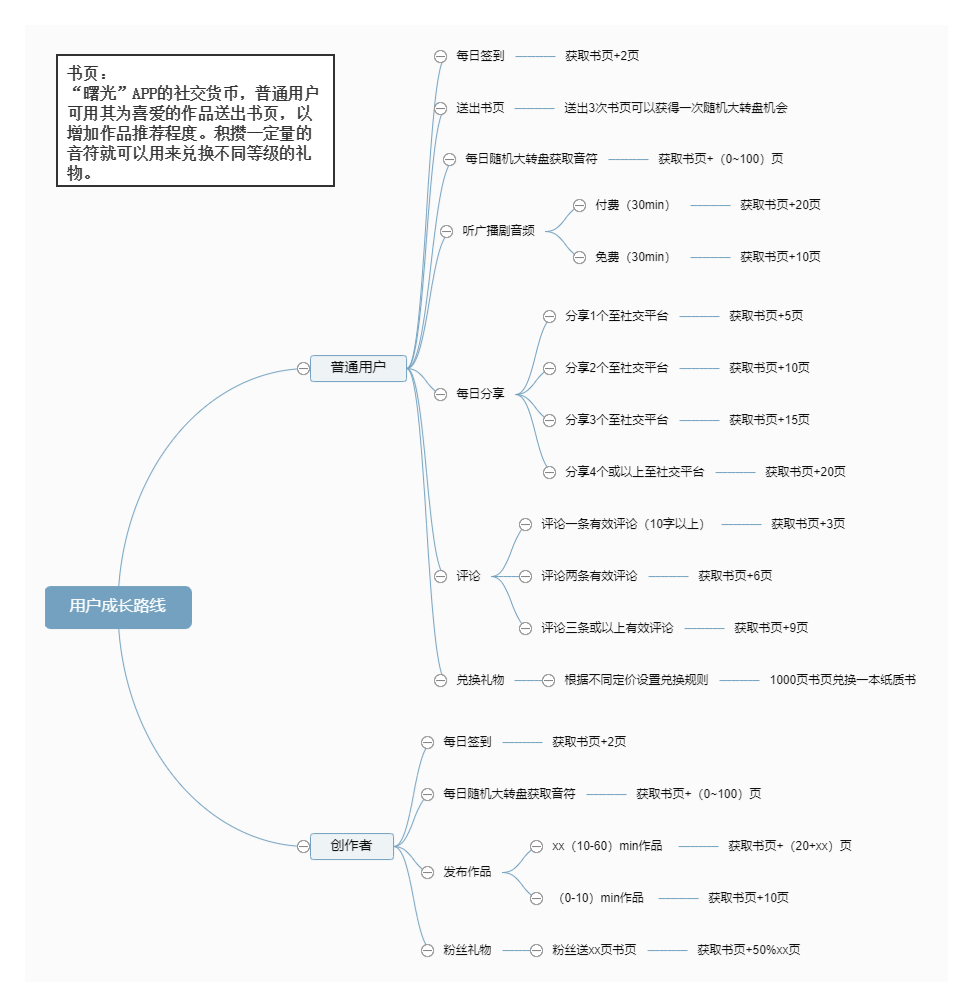 书页：
“曙光”APP的社交货币，普通用户
可用其为喜爱的作品送出书页，以
增加作品推荐程度。积攒一定量的
音符就可以用来兑换不同等级的礼
物。
用户成长路线
普通用户
每日签到 获取书页+2页
送出书页 送出3次书页可以获得一次随机大转盘机会
每日随机大转盘获取音符 获取书页+（0~100）页
听广播剧音频
付费（30min） 获取书页+20页
免费（30min） 获取书页+10页
每日分享
分享1个至社交平台 获取书页+5页
分享2个至社交平台 获取书页+10页
分享3个至社交平台 获取书页+15页
分享4个或以上至社交平台 获取书页+20页
评论
评论一条有效评论（10字以上） 获取书页+3页
评论两条有效评论 获取书页+6页
评论三条或以上有效评论 获取书页+9页
兑换礼物 根据不同定价设置兑换规则 1000页书页兑换一本纸质书
创作者
每日签到 获取书页+2页
每日随机大转盘获取音符 获取书页+（0~100）页
发布作品
xx（10-60）min作品 获取书页+（20+xx）页
（0-10）min作品 获取书页+10页
粉丝礼物 粉丝送xx页书页 获取书页+50%xx页